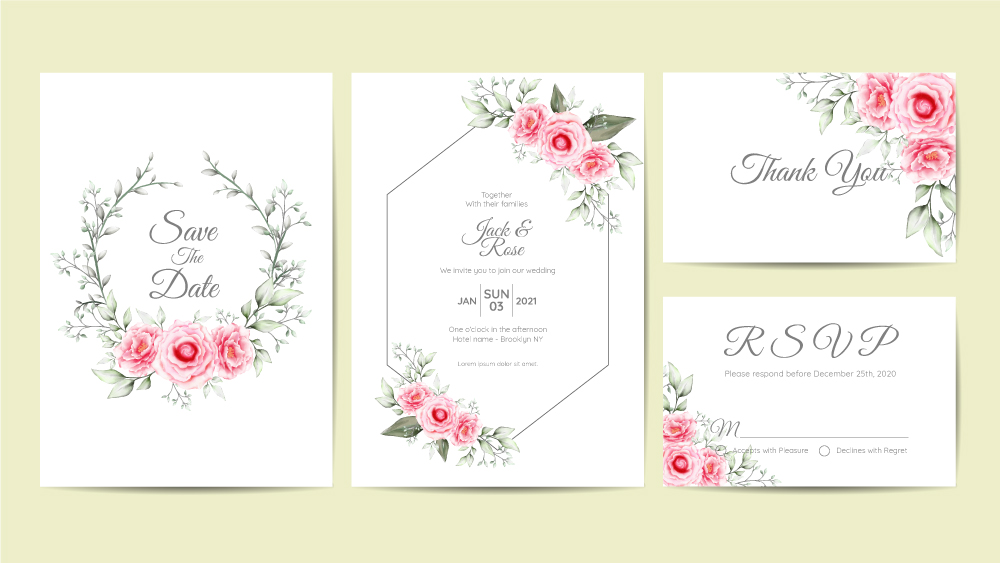 Save
The
Date
Together
With their families
Jack &
Rose
We invite you to join our wedding
JAN
SUN
03
2021
One o'clock in the afternoon
Hotel name - Brooklyn NY
Lorem ipsum dolor sit amet.
Thank You
RSVP
Please respond before December 25th, 2020
M
Accepts with Pleasure
Declines with Regret